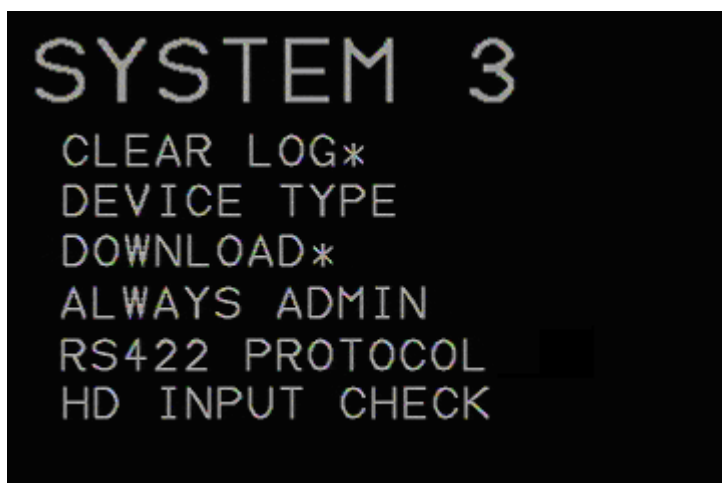 SYSTEM 3
CLEAR LOG*
DEVICE TYPE
DOWNLOAD*
ALWAYS ADMIN
RS422 PROTOCOL
HD INPUT CHECK